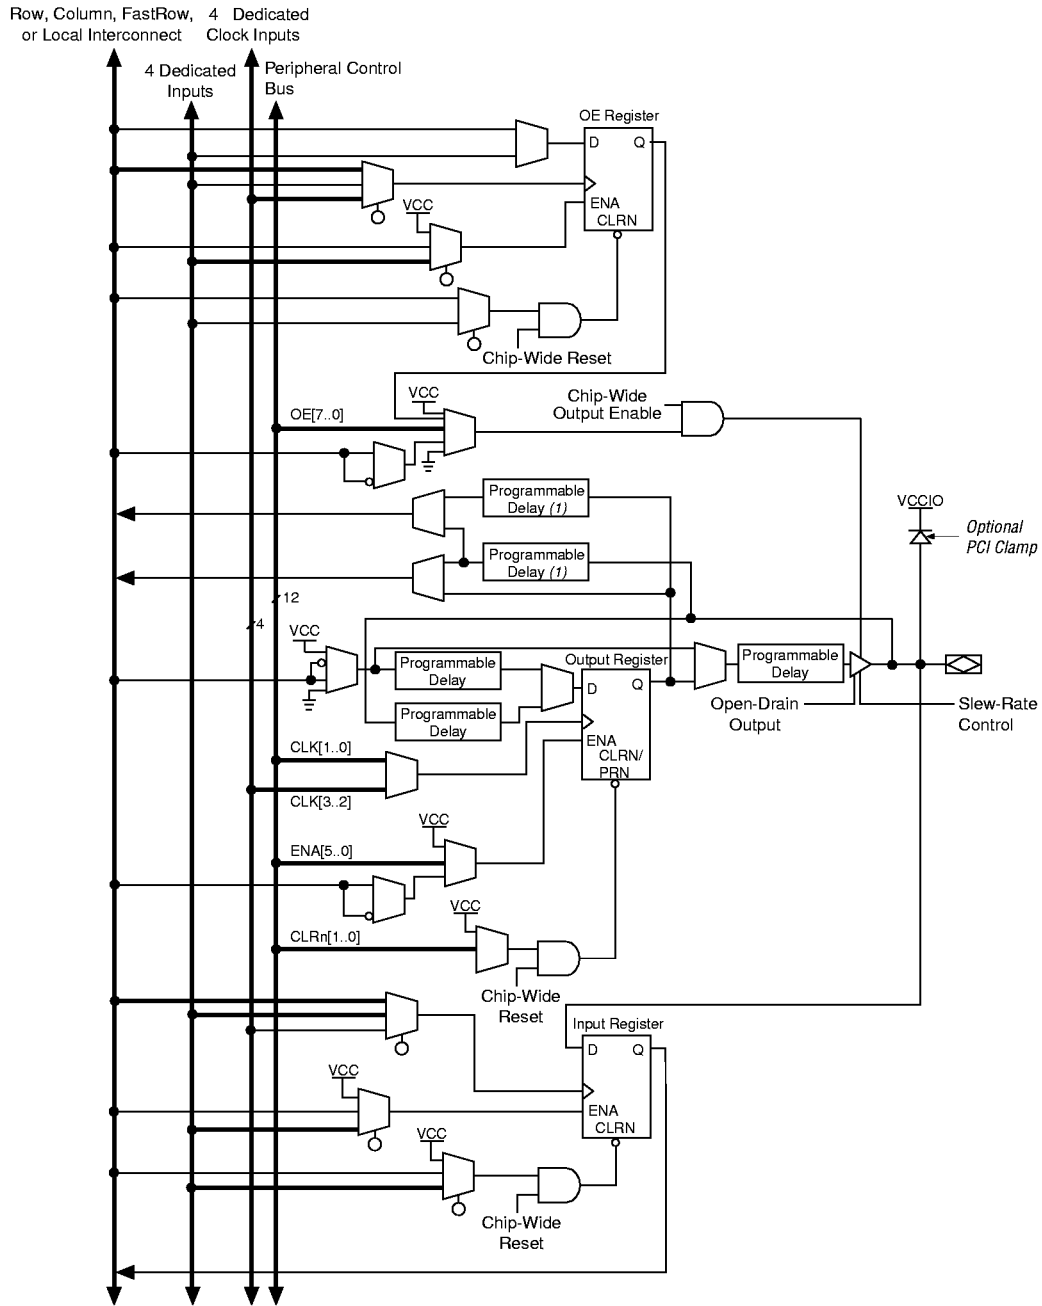 Row, Column, FastRow,
or Local Interconnect
4 Dedicated
Clock Inputs
4 Dedicated
Inputs
Peripheral Control
Bus
OE Register
D Q
ENA
CLRN
VCC
Chip-Wide Reset
VCC
OE[7..0]
Chip-Wide
Output Enable
Programmable
Delay (1)
Programmable
Delay (1)
VCCIO
Optional
PCI Clamp
12
4
VCC
Programmable
Delay
Programmable
Delay
Output Register
D Q
ENA
CLRN/
PRN
Programmable
Delay
Open-Drain
Output
Slew-Rate
Control
CLK[1..0]
CLK[3..2]
VCC
ENA[5..0]
VCC
CLRn[1..0]
Chip-Wide
Reset
Input Register
D Q
ENA
CLRN
VCC
VCC
Chip-Wide
Reset